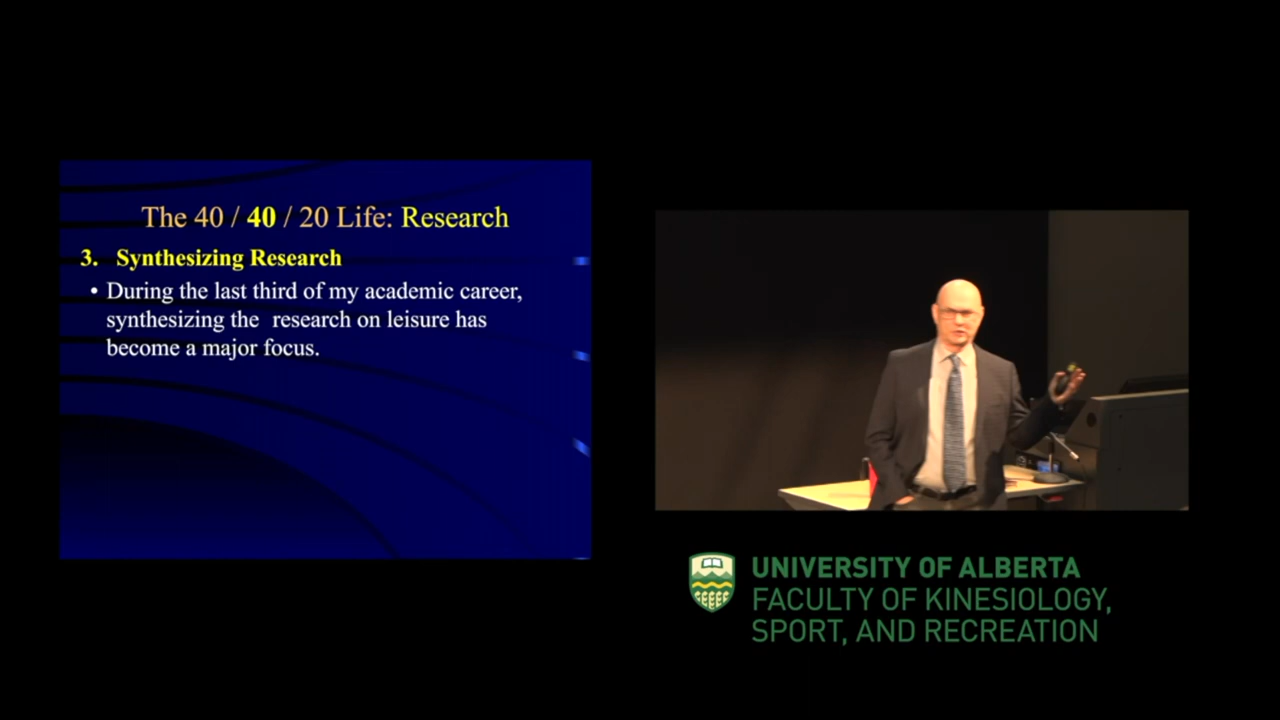 The 40 / 40 / 20 Life: Research
3. Synthesizing Research
• During the last third of my academic career,
synthesizing the research on leisure has
become a major focus.
UNIVERSITY OF ALBERTA
FACULTY OF KINESIOLOGY,
SPORT, AND RECREATION